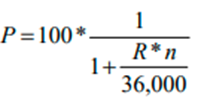 P = 100 * 1 / (1 + R * n / 36,000)